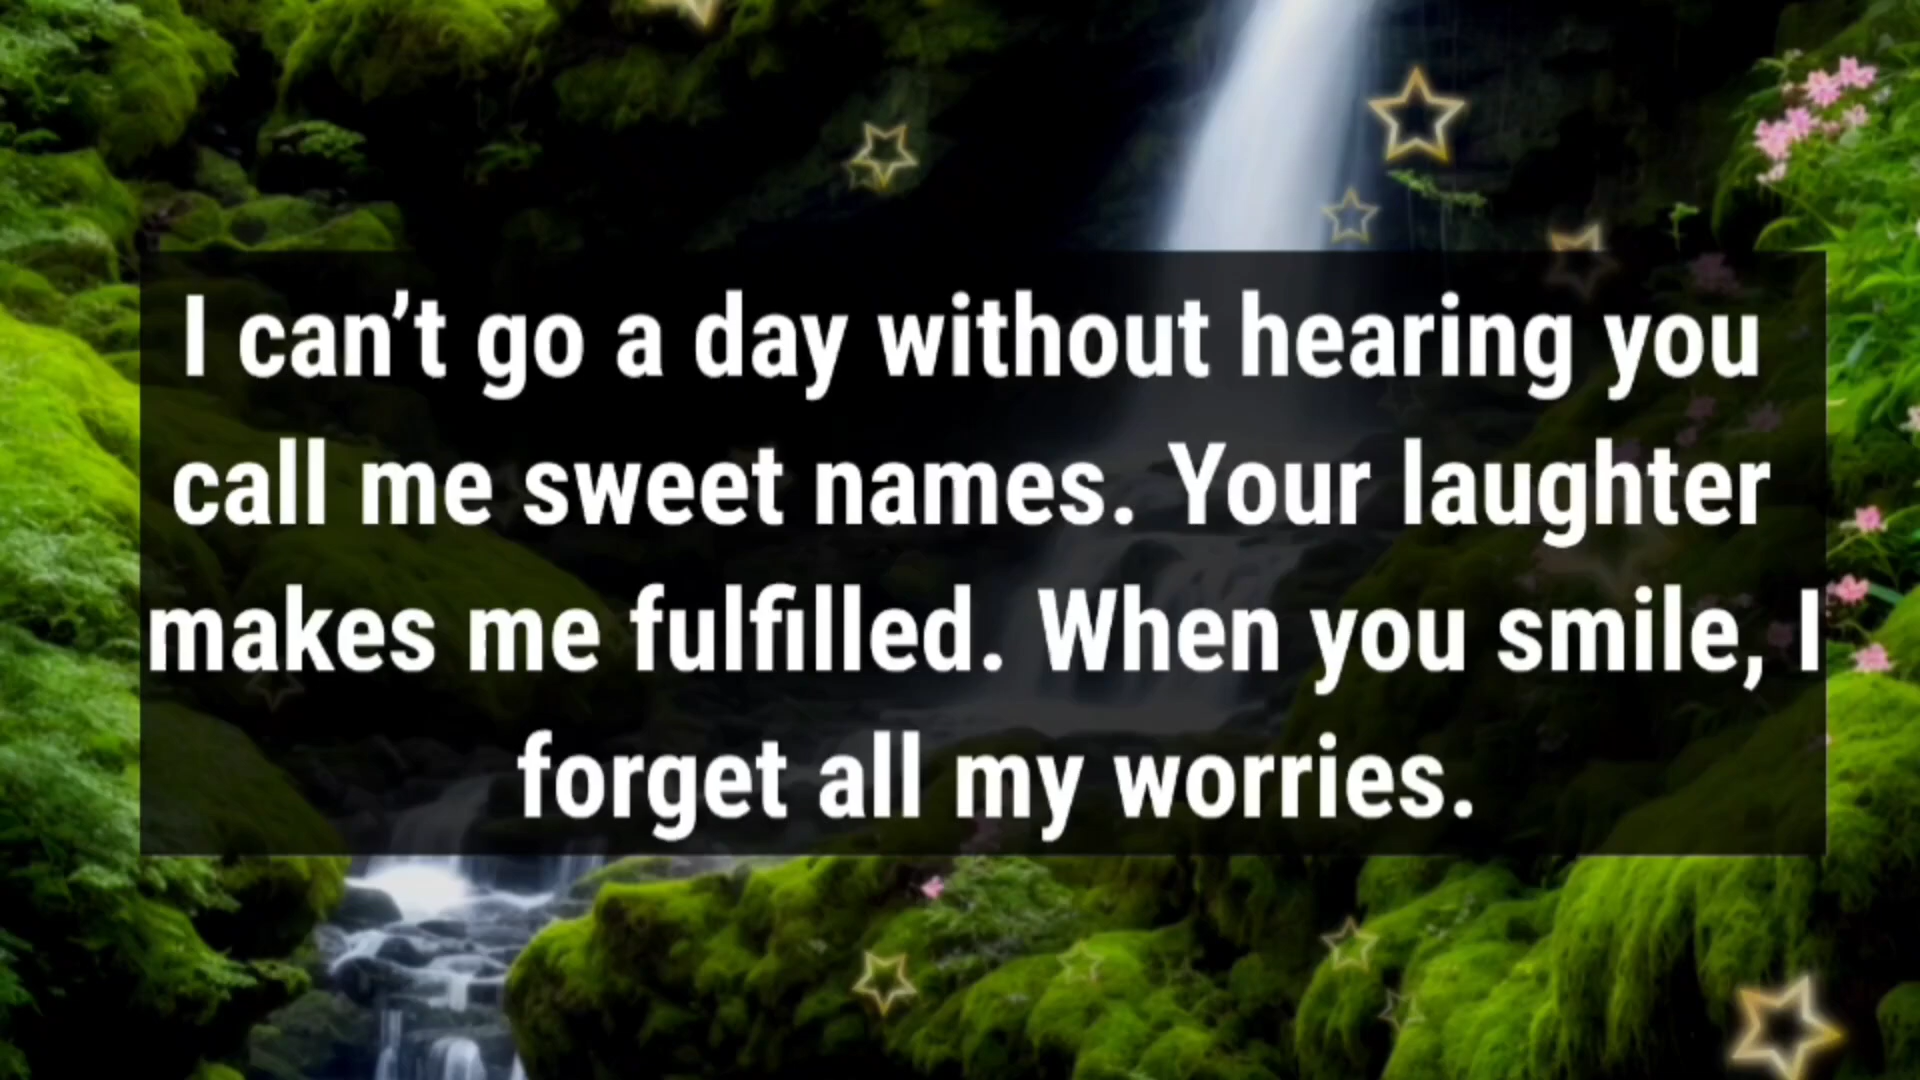 I can’t go a day without hearing you
call me sweet names. Your laughter
makes me fulfilled. When you smile, I
forget all my worries.